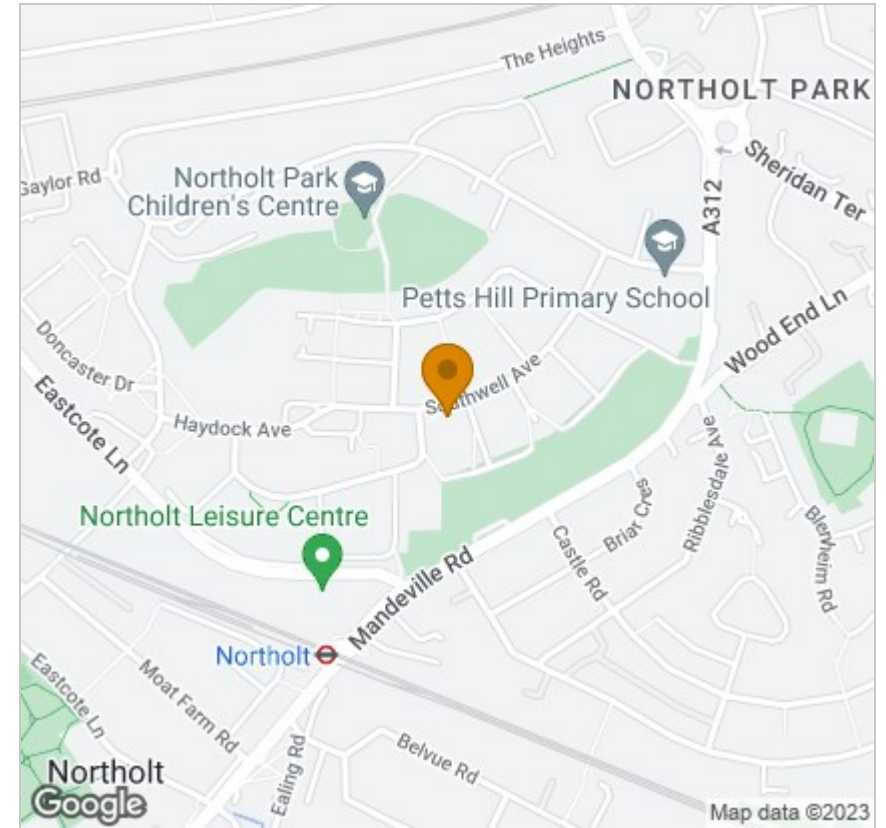 The Heights
NORTHOLT PARK
Northolt Park
Children's Centre
Gaylor Rd
A312
Sheridan Ter
Petts Hill Primary School
Wood End Ln
Doncaster Dr
Eastcote Ln
Southwell Ave
Haydock Ave
Northolt Leisure Centre
Ribblesdale Ave
Briar Cres
Blenheim Rd
Castle Rd
Mandeville Rd
Northolt
Eastcote Ln
Moat Farm Rd
Belvue Rd
Ealing Rd
Northolt
Google
Map data ©2023